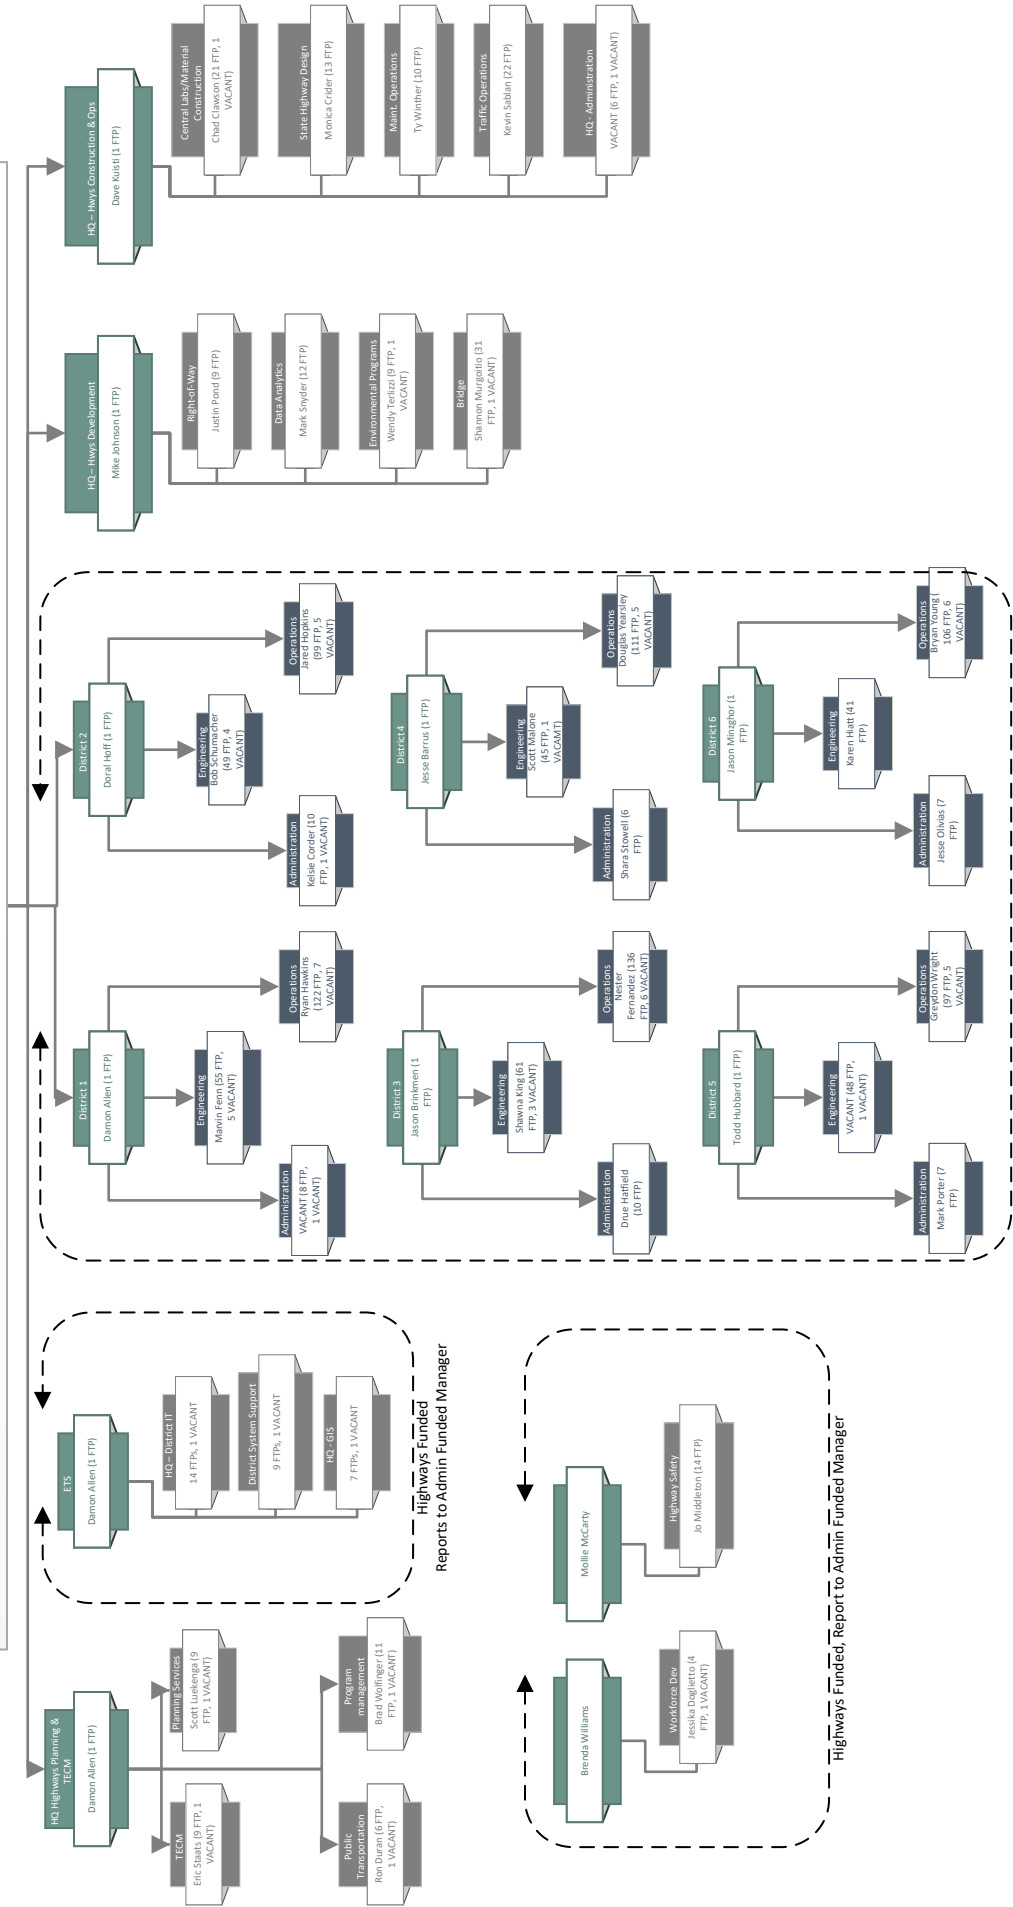 HQ Highways Planning &
TECM
Damon Allen (1 FTP)
TECM
Eric Staats (9 FTP, 1
VACANT)
Planning Services
Scott Luekenga (9
FTP, 1 VACANT)
Public
Transportation
Ron Duran (6 FTP,
1 VACANT)
Program
management
Brad Wolfinger (11
FTP, 1 VACANT)
ETS
Damon Allen (1 FTP)
HQ – District IT
14 FTPs, 1 VACANT
District System Support
9 FTPs, 1 VACANT
HQ - GIS
7 FTPs, 1 VACANT
Highways Funded
Reports to Admin Funded Manager
Brenda Williams
Workforce Dev
Jessika Doglietto (4
FTP, 1 VACANT)
Mollie McCarty
Highway Safety
Jo Middleton (14 FTP)
Highways Funded, Report to Admin Funded Manager
District 1
Damon Allen (1 FTP)
Administration
VACANT (8 FTP,
1 VACANT)
Engineering
Marvin Fenn (55 FTP,
5 VACANT)
Operations
Ryan Hawkins
(122 FTP, 7
VACANT)
District 2
Doral Hoff (1 FTP)
Administration
Kelsie Corder (10
FTP, 1 VACANT)
Engineering
Bob Schumacher
(49 FTP, 4
VACANT)
Operations
Jared Hopkins
(99 FTP, 5
VACANT)
District 3
Jason Brinkmen (1
FTP)
Administration
Drue Hatfield
(10 FTP)
Engineering
Shawna King (61
FTP, 3 VACANT)
Operations
Nester
Fernandez (136
FTP, 6 VACANT)
District 4
Jesse Barrus (1 FTP)
Administration
Shara Stowell (6
FTP)
Engineering
Scott Malone
(45 FTP, 1
VACAMT)
Operations
Douglas Yearsley
(111 FTP, 5
VACANT)
District 5
Todd Hubbard (1 FTP)
Administration
Mark Porter (7
FTP)
Engineering
VACANT (48 FTP,
1 VACANT)
Operations
Greydon Wright
(97 FTP, 5
VACANT)
District 6
Jason Minzghor (1
FTP)
Administration
Jesse Olivias (7
FTP)
Engineering
Karen Hiatt (41
FTP)
Operations
Bryan Young (
106 FTP, 6
VACANT)
HQ – Hwys Development
Mike Johnson (1 FTP)
Right-of-Way
Justin Pond (9 FTP)
Data Analytics
Mark Snyder (12 FTP)
Environmental Programs
Wendy Terlizzi (9 FTP, 1
VACANT)
Bridge
Shannon Murgoitio (31
FTP, 1 VACANT)
HQ – Hwys Construction & Ops
Dave Kuisti (1 FTP)
Central Labs/Material
Construction
Chad Clawson (21 FTP, 1
VACANT)
State Highway Design
Monica Crider (13 FTP)
Maint. Operations
Ty Winther (10 FTP)
Traffic Operations
Kevin Sablan (22 FTP)
HQ - Administration
VACANT (6 FTP, 1 VACANT)